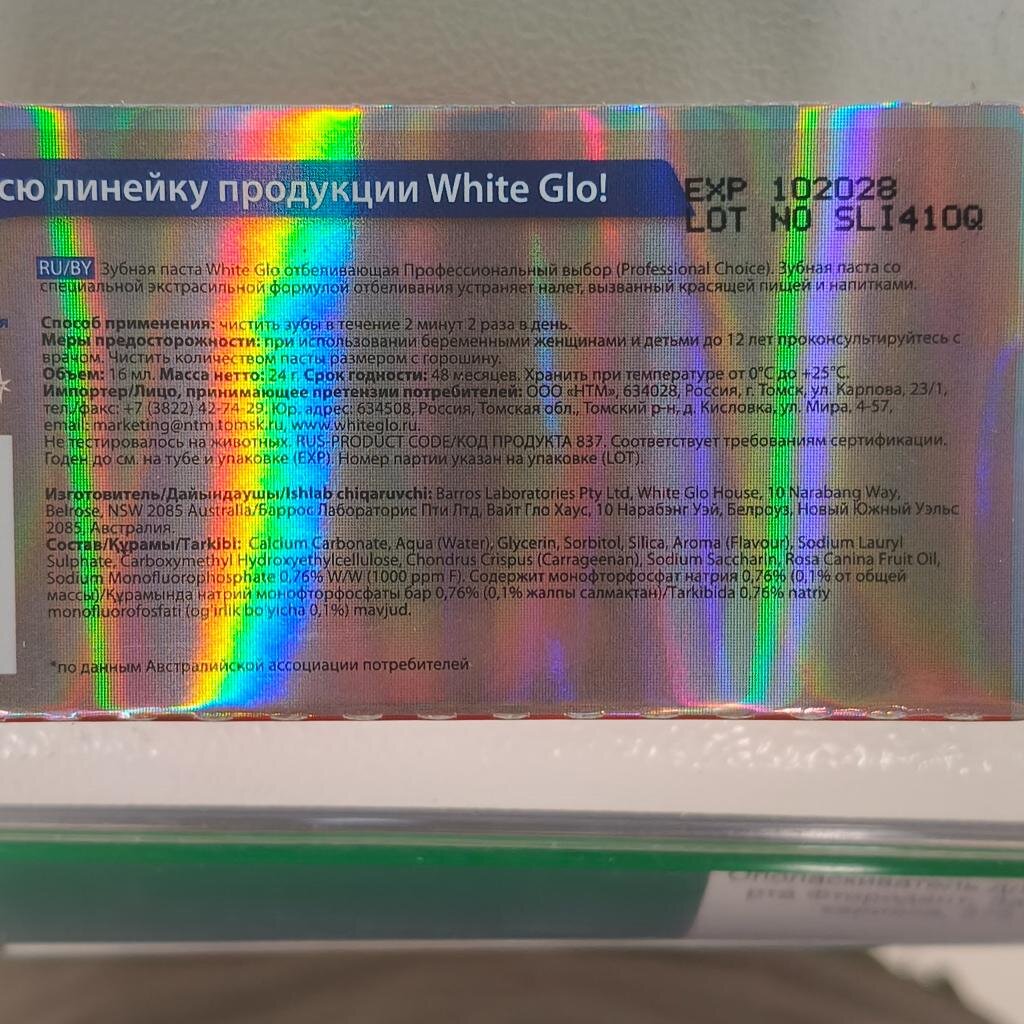 сю линейку продукции White Glo!
EXP 102028
LOT NO SLI410Q
RU/BY Зубная паста White Glo отбеливающая Профессиональный выбор (Professional Choice). Зубная паста со
специальной экстрасильной формулой отбеливания устраняет налет, вызванный красящей пищей и напитками.
Способ применения: чистить зубы в течение 2 минут 2 раза в день.
Меры предосторожности: при использовании беременными женщинами и детьми до 12 лет проконсультируйтесь с
врачом. Чистить количеством пасты размером с горошину.
Объем: 16 мл. Масса нетто: 24 г. Срок годности: 48 месяцев. Хранить при температуре от 0°С до +25°С.
Импортер/Лицо, принимающее претензии потребителей: ООО «НТМ», 634028, Россия, г. Томск, ул. Карпова, 23/1,
тел./факс: +7 (3822) 42-74-29. Юр. адрес: 634508, Россия, Томская обл., Томский р-н, д. Кисловка, ул. Мира, 4-57,
email: marketing@ntm.tomsk.ru, www.whiteglo.ru.
Не тестировалось на животных. RUS-PRODUCT CODE/КОД ПРОДУКТА 837. Соответствует требованиям сертификации.
Годен до см. на тубе и упаковке (EXP). Номер партии указан на упаковке (LOT).
Изготовитель/Дайындаушы/Ishlab chiqaruvchi: Barros Laboratories Pty Ltd, White Glo House, 10 Narabang Way,
Belrose, NSW 2085 Australia/Баррос Лабораторис Пти Лтд, Вайт Гло Хаус, 10 Нарабэнг Уэй, Белроуз, Новый Южный Уэльс
2085, Австралия.
Состав/Құрамы/Tarkibi: Calcium Carbonate, Aqua (Water), Glycerin, Sorbitol, Silica, Aroma (Flavour), Sodium Lauryl
Sulphate, Carboxymethyl Hydroxyethylcellulose, Chondrus Crispus (Carrageenan), Sodium Saccharin, Rosa Canina Fruit Oil,
Sodium Monofluorophosphate 0,76% W/W (1000 ppm F). Содержит монофторфосфат натрия 0,76% (0,1% от общей
массы)/Құрамында натрий монофторфосфаты бар 0,76% (0,1% жалпы салмақтан)/Tarkibida 0,76% natriy
monofluorofosfati (og'irlik bo'yicha 0,1%) mavjud.
*по данным Австралийской ассоциации потребителей
Ополаскиватель
рта